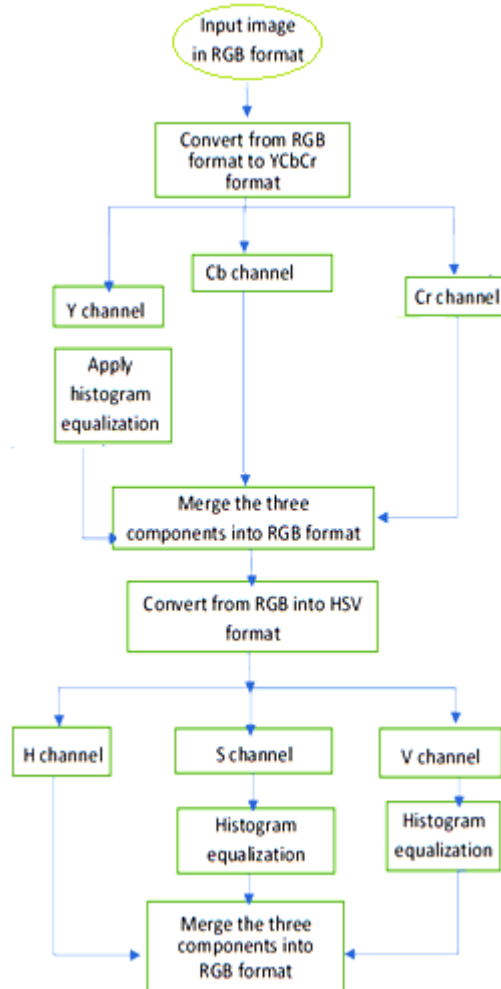 Input image
in RGB format
Convert from RGB
format to YCbCr
format
Cb channel
Y channel
Cr channel
Apply
histogram
equalization
Merge the three
components into RGB format
Convert from RGB into HSV
format
H channel
S channel
V channel
Histogram
equalization
Histogram
equalization
Merge the three
components into
RGB format